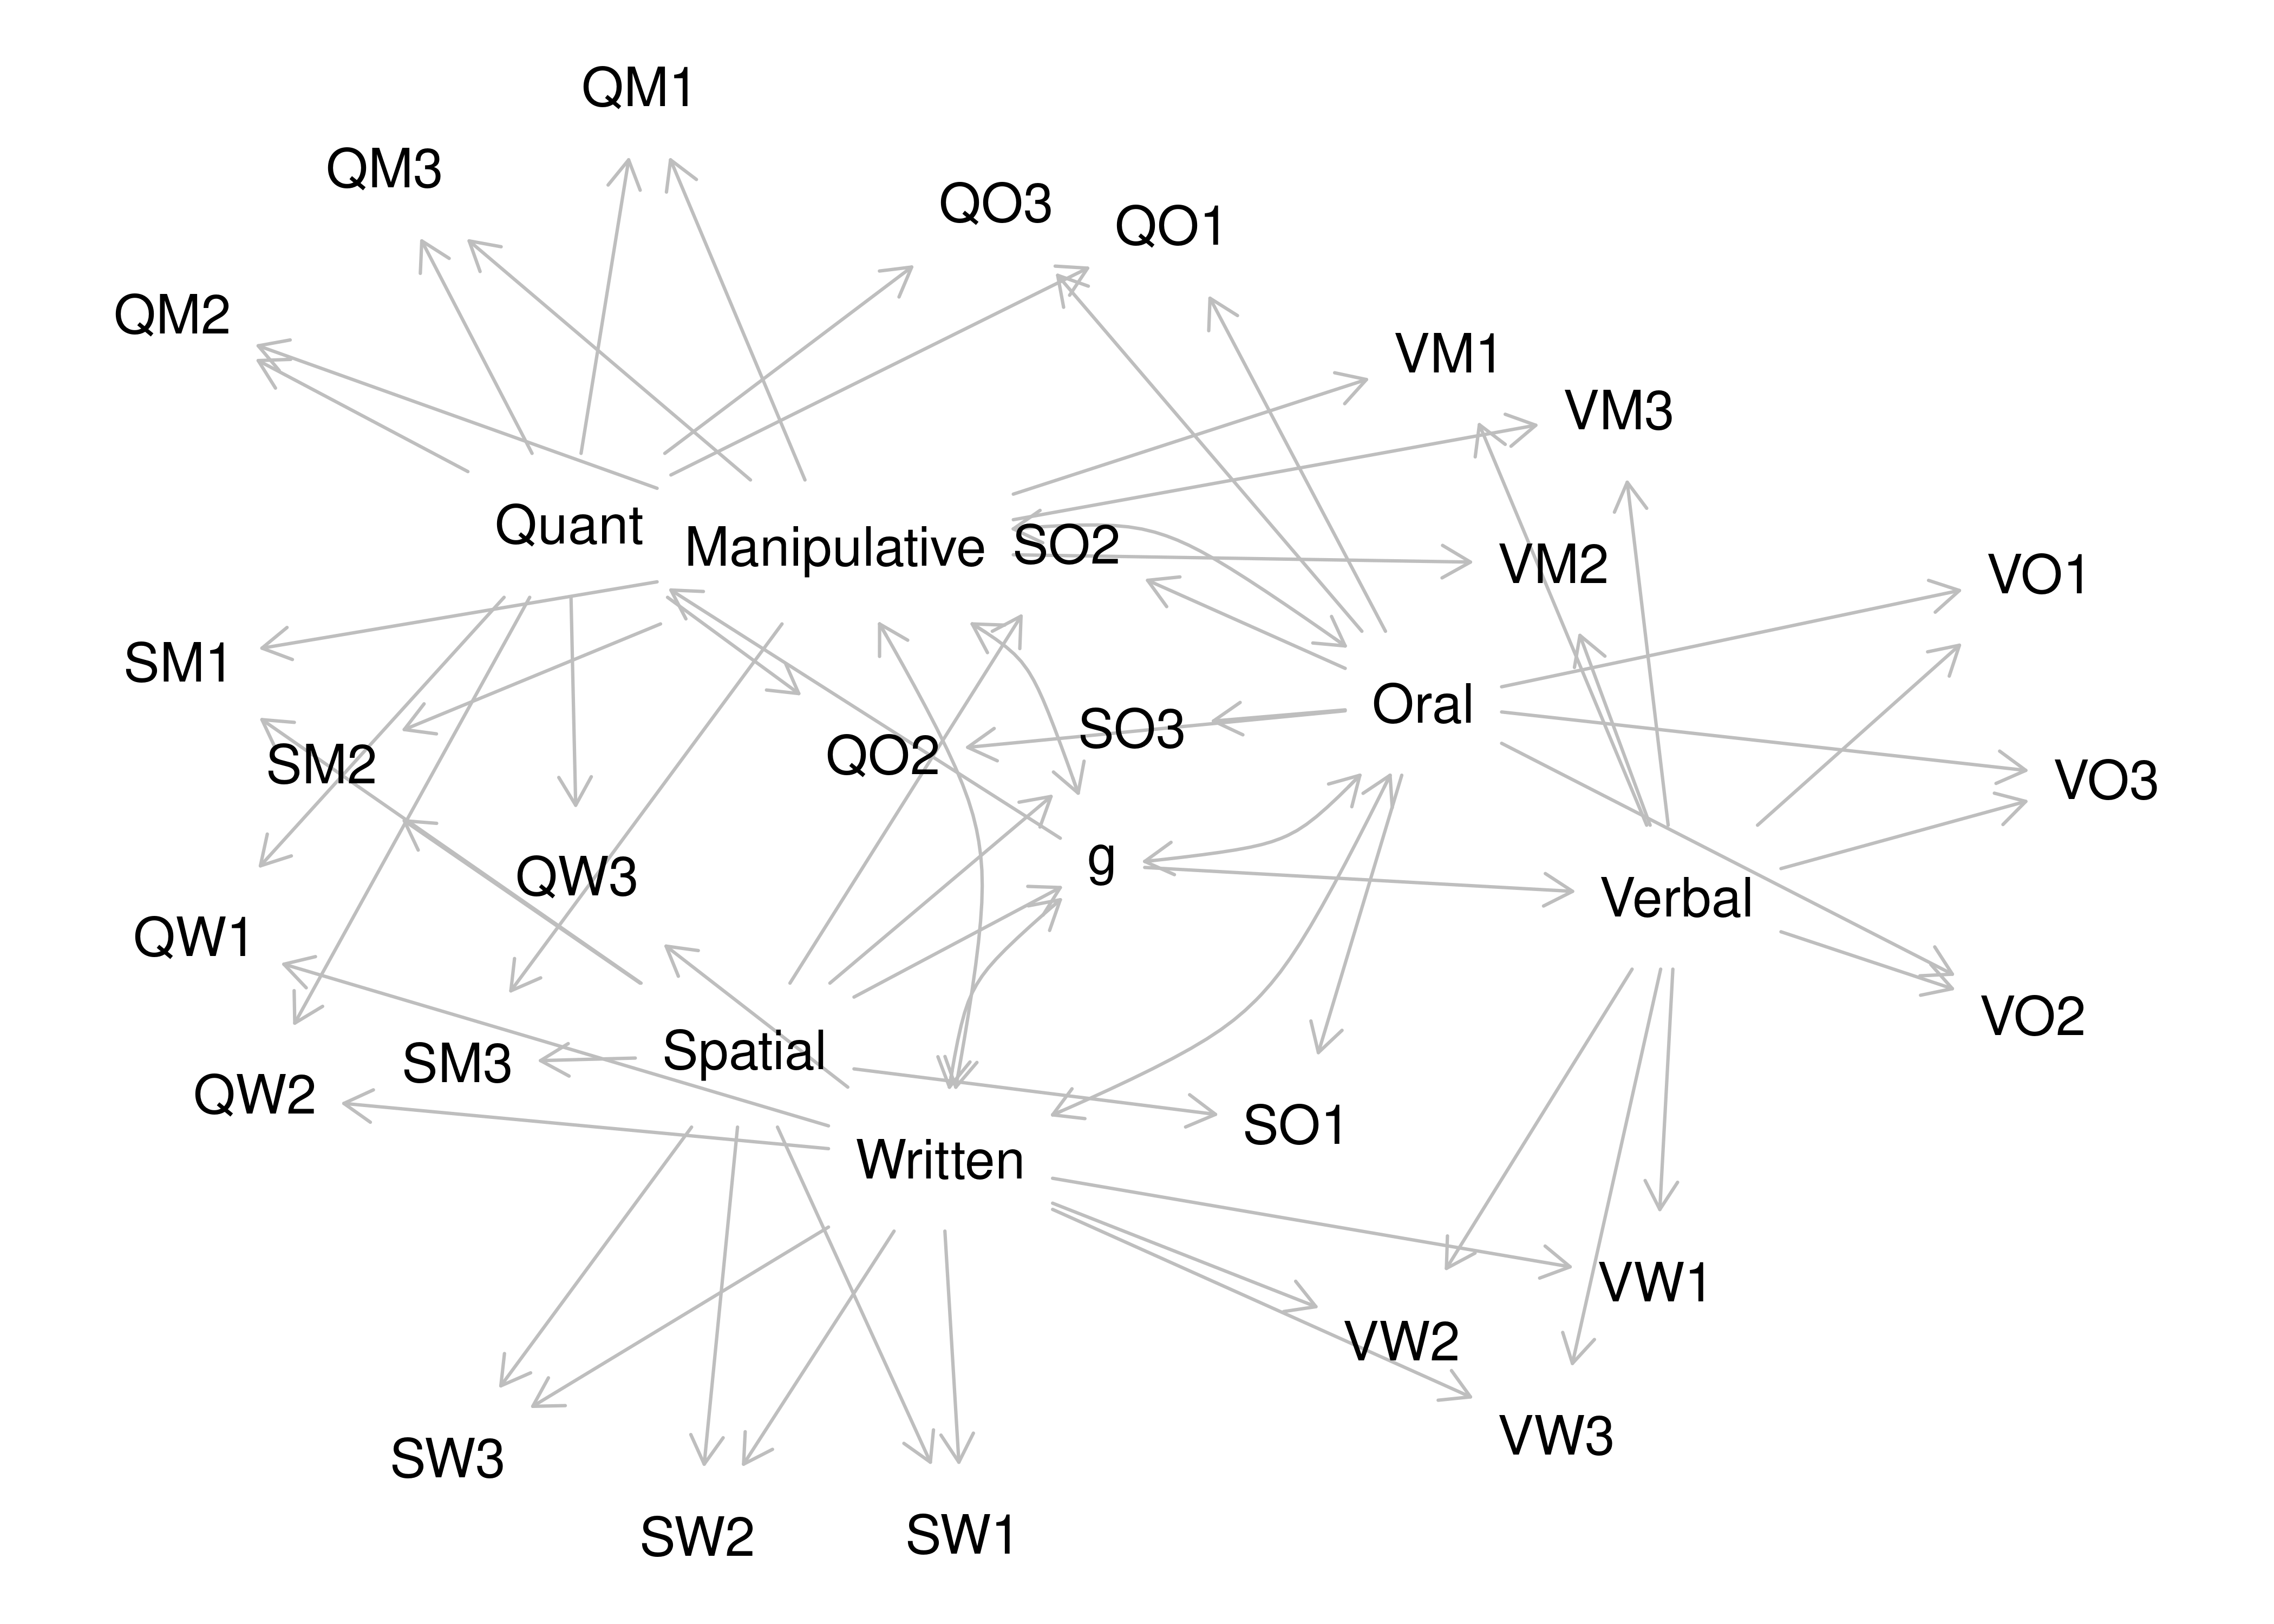 QM1
QM3
QO3
QO1
QM2
VM1
VM3
Quant
Manipulative
SO2
VM2
VO1
SM1
Oral
SO3
QO2
SM2
VO3
g
QW3
Verbal
QW1
VO2
Spatial
SM3
QW2
SO1
Written
VW1
VW2
VW3
SW3
SW2
SW1